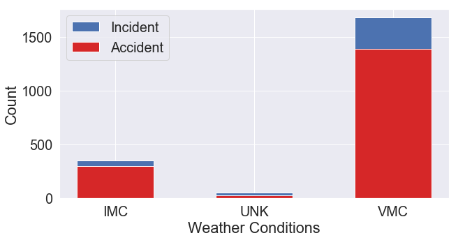 Incident
Accident
1500
1000
500
0
Count
IMC
UNK
VMC
Weather Conditions